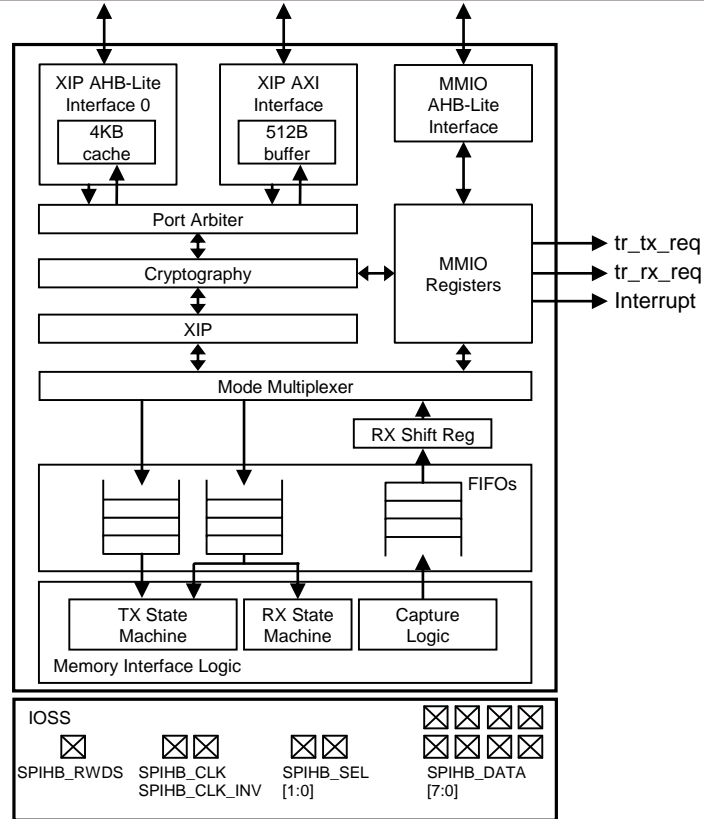 XIP AHB-Lite
Interface 0
4KB
cache
XIP AXI
Interface
512B
buffer
MMIO
AHB-Lite
Interface
Port Arbiter
Cryptography
XIP
MMIO
Registers
tr_tx_req
tr_rx_req
Interrupt
Mode Multiplexer
RX Shift Reg
FIFOs
TX State
Machine
RX State
Machine
Capture
Logic
Memory Interface Logic
IOSS
SPIHB_RWDS
SPIHB_CLK
SPIHB_CLK_INV
SPIHB_SEL
[1:0]
SPIHB_DATA
[7:0]